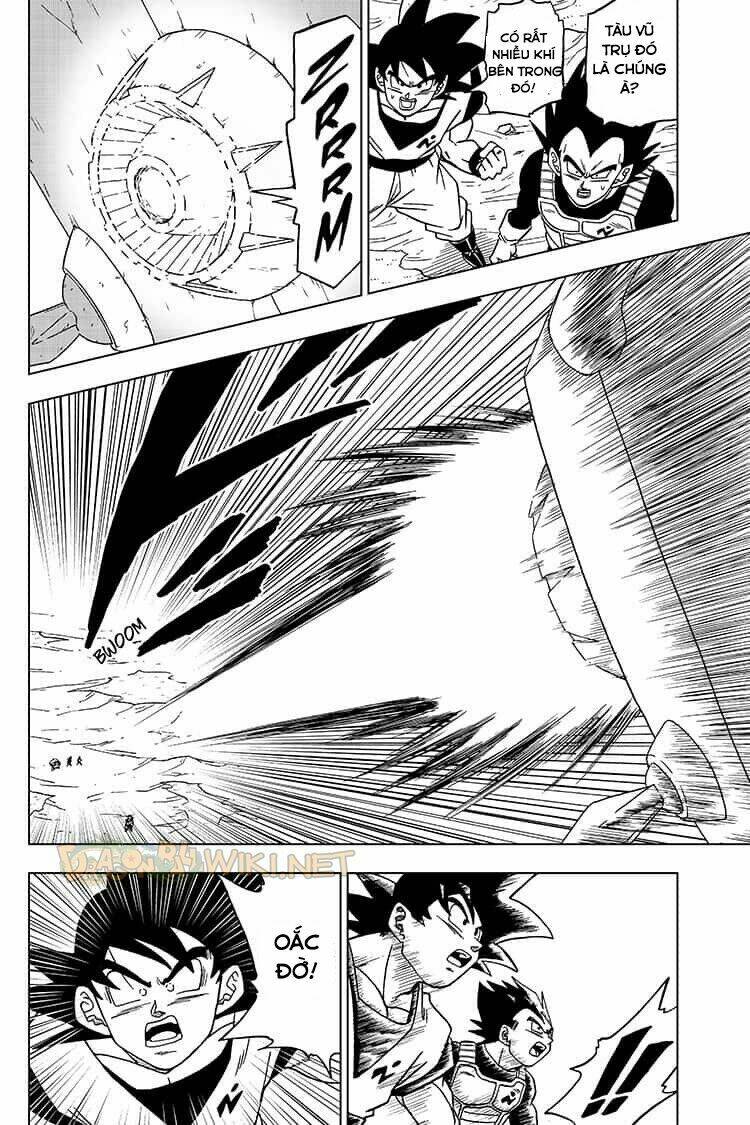 ZRRRM
CÓ RẤT
NHIỀU KHÍ
BÊN TRONG
ĐÓ!
TÀU VŨ
TRỤ ĐÓ
LÀ CHÚNG
À?
BWOOM
DRAGONBALLWIKI.NET
OẮC
ĐỜ!
!!